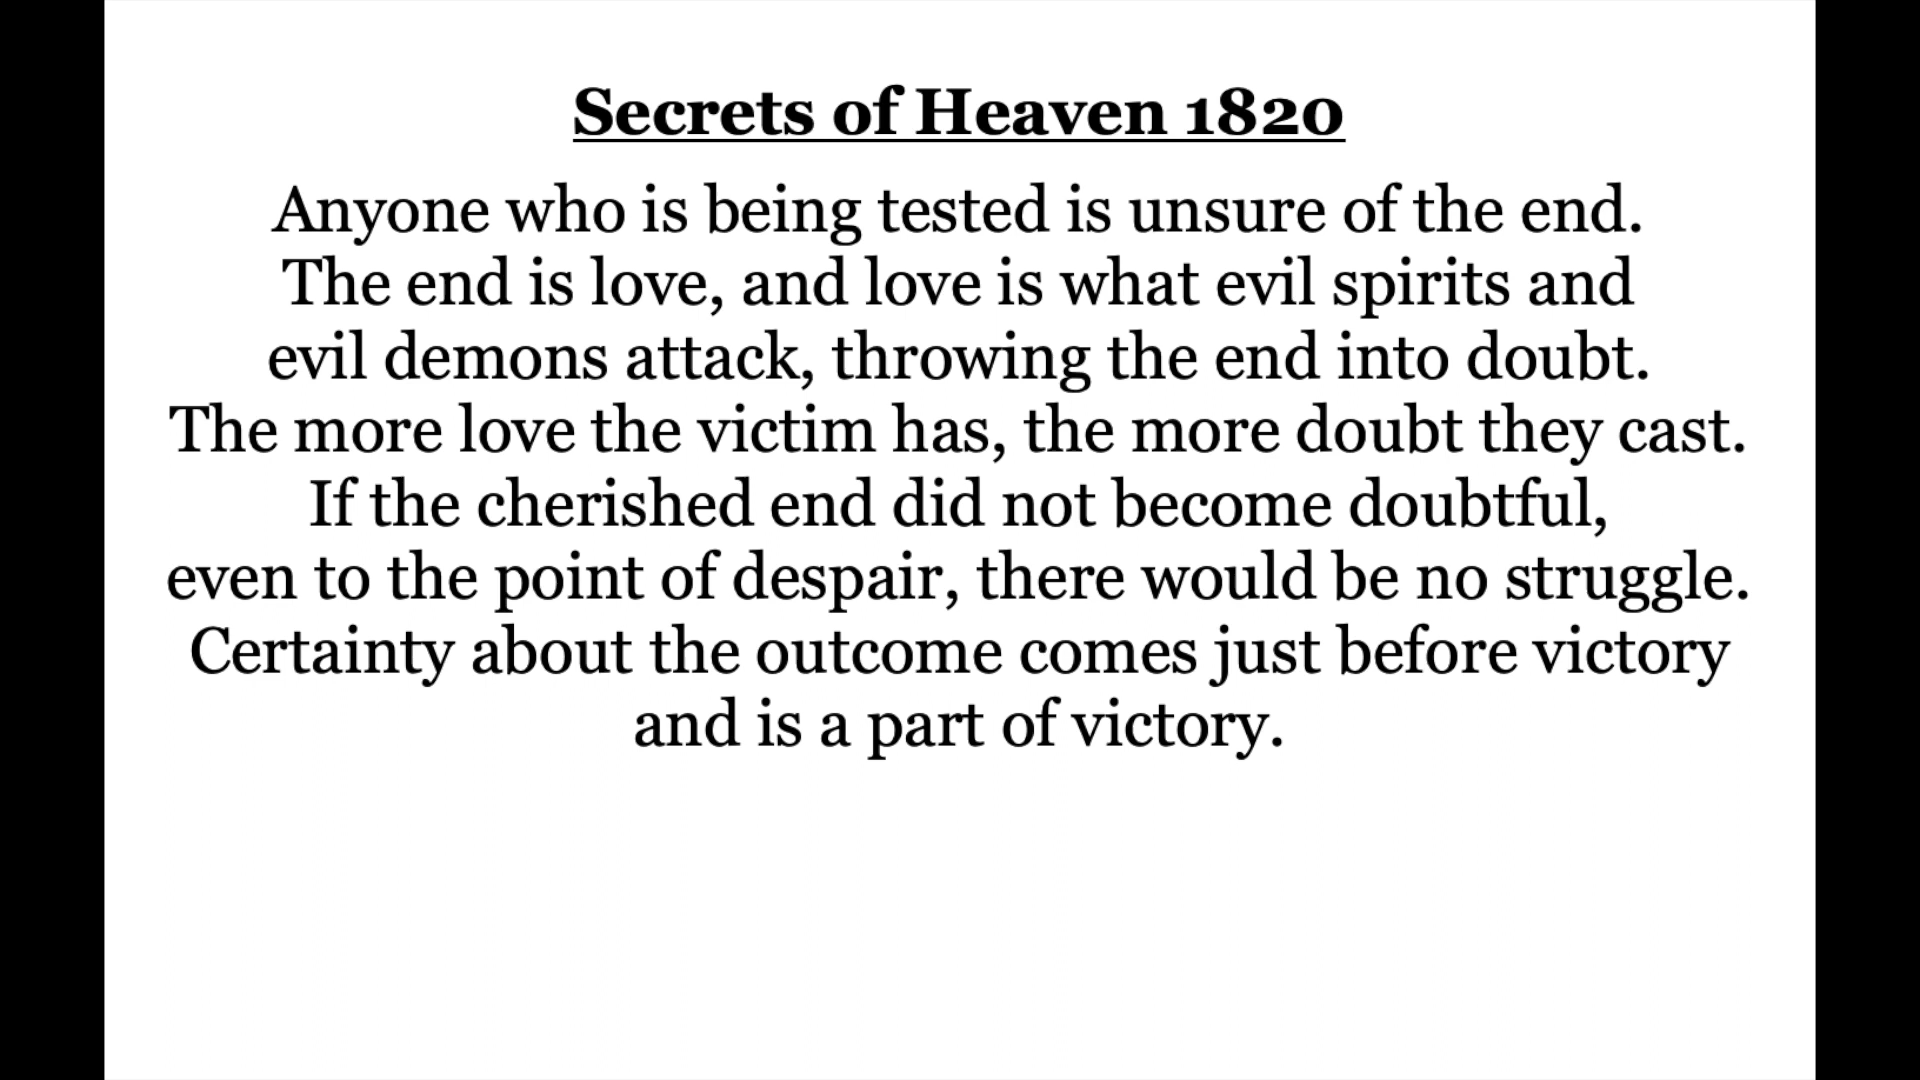 Secrets of Heaven 1820
Anyone who is being tested is unsure of the end.
The end is love, and love is what evil spirits and
evil demons attack, throwing the end into doubt.
The more love the victim has, the more doubt they cast.
If the cherished end did not become doubtful,
even to the point of despair, there would be no struggle.
Certainty about the outcome comes just before victory
and is a part of victory.